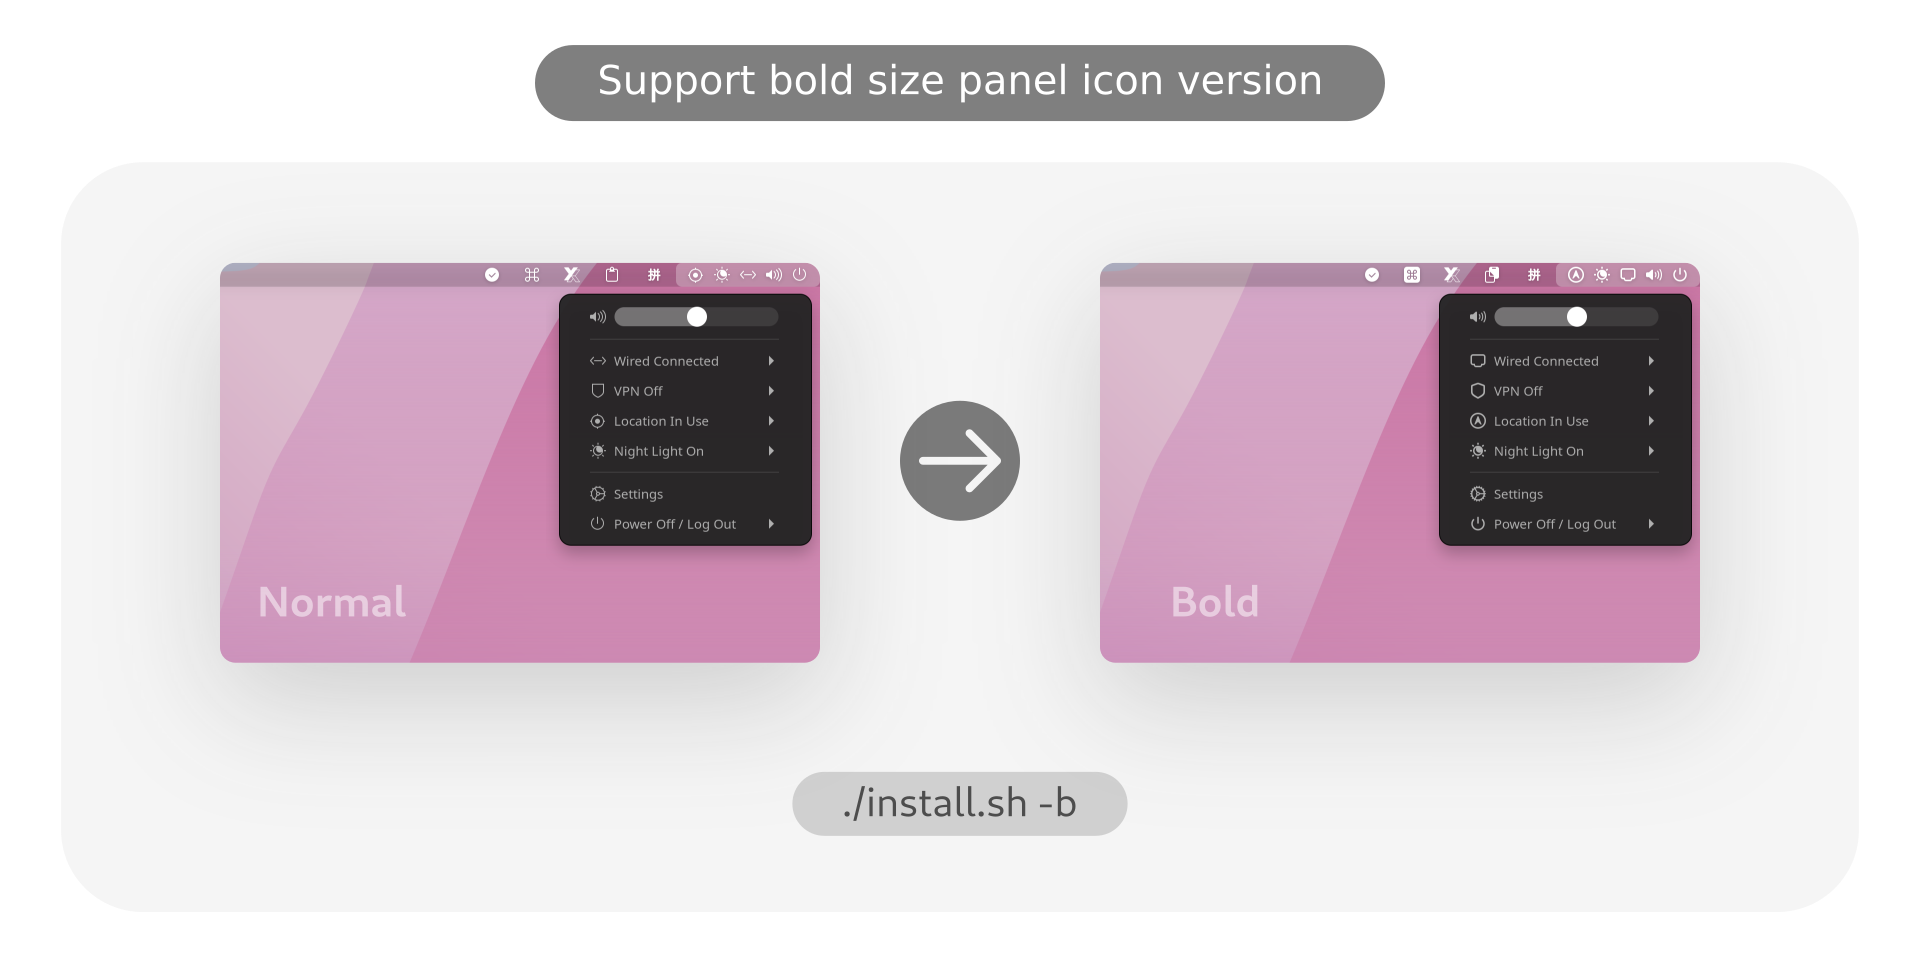 Support bold size panel icon version
拼
Wired Connected
VPN Off
Location In Use
Night Light On
Settings
Power Off / Log Out
Normal
拼
Wired Connected
VPN Off
Location In Use
Night Light On
Settings
Power Off / Log Out
Bold
./install.sh -b